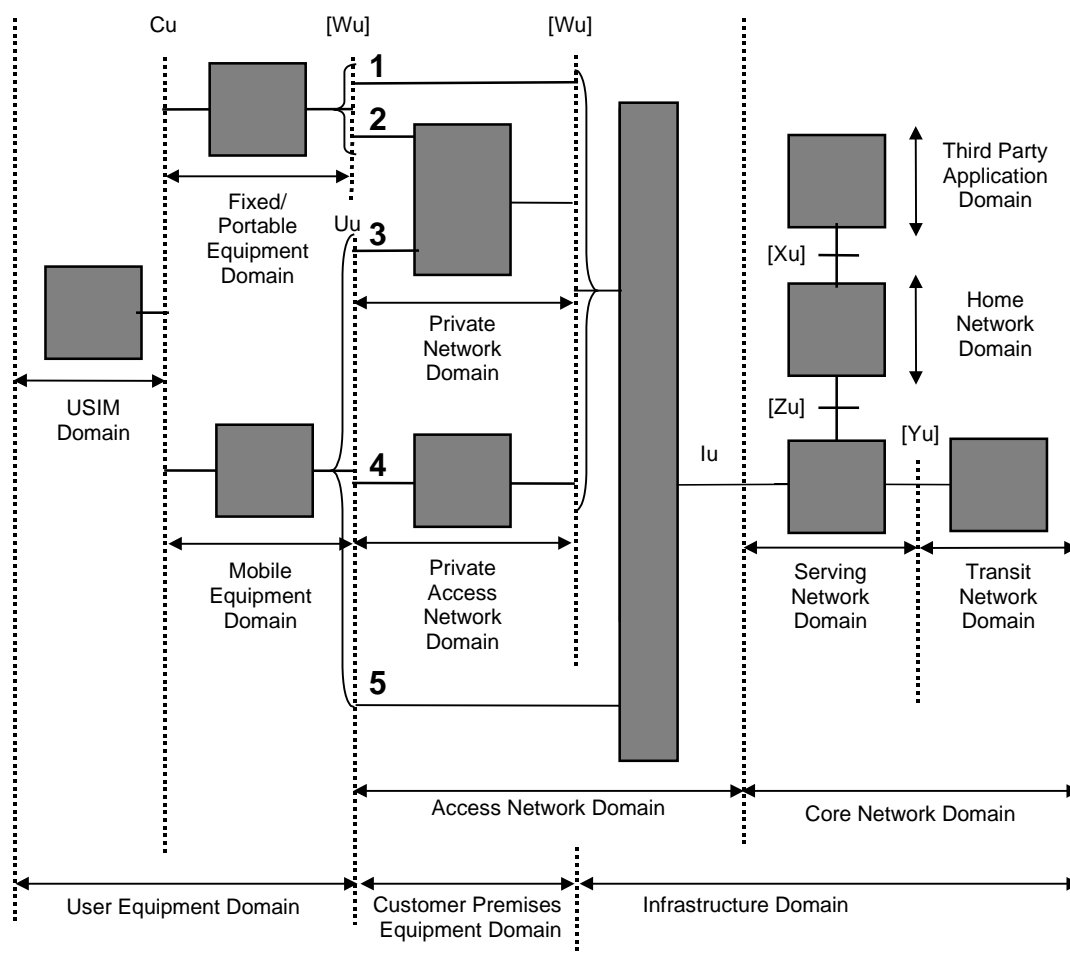 Cu
[Wu]
[Wu]
1
2
Third Party
Application
Domain
Fixed/
Portable
Equipment
Domain
Uu
3
[Xu]
Private
Network
Domain
Home
Network
Domain
USIM
Domain
[Zu]
[Yu]
4
Iu
Mobile
Equipment
Domain
Private
Access
Network
Domain
Serving
Network
Domain
Transit
Network
Domain
5
Access Network Domain
Core Network Domain
User Equipment Domain
Customer Premises
Equipment Domain
Infrastructure Domain